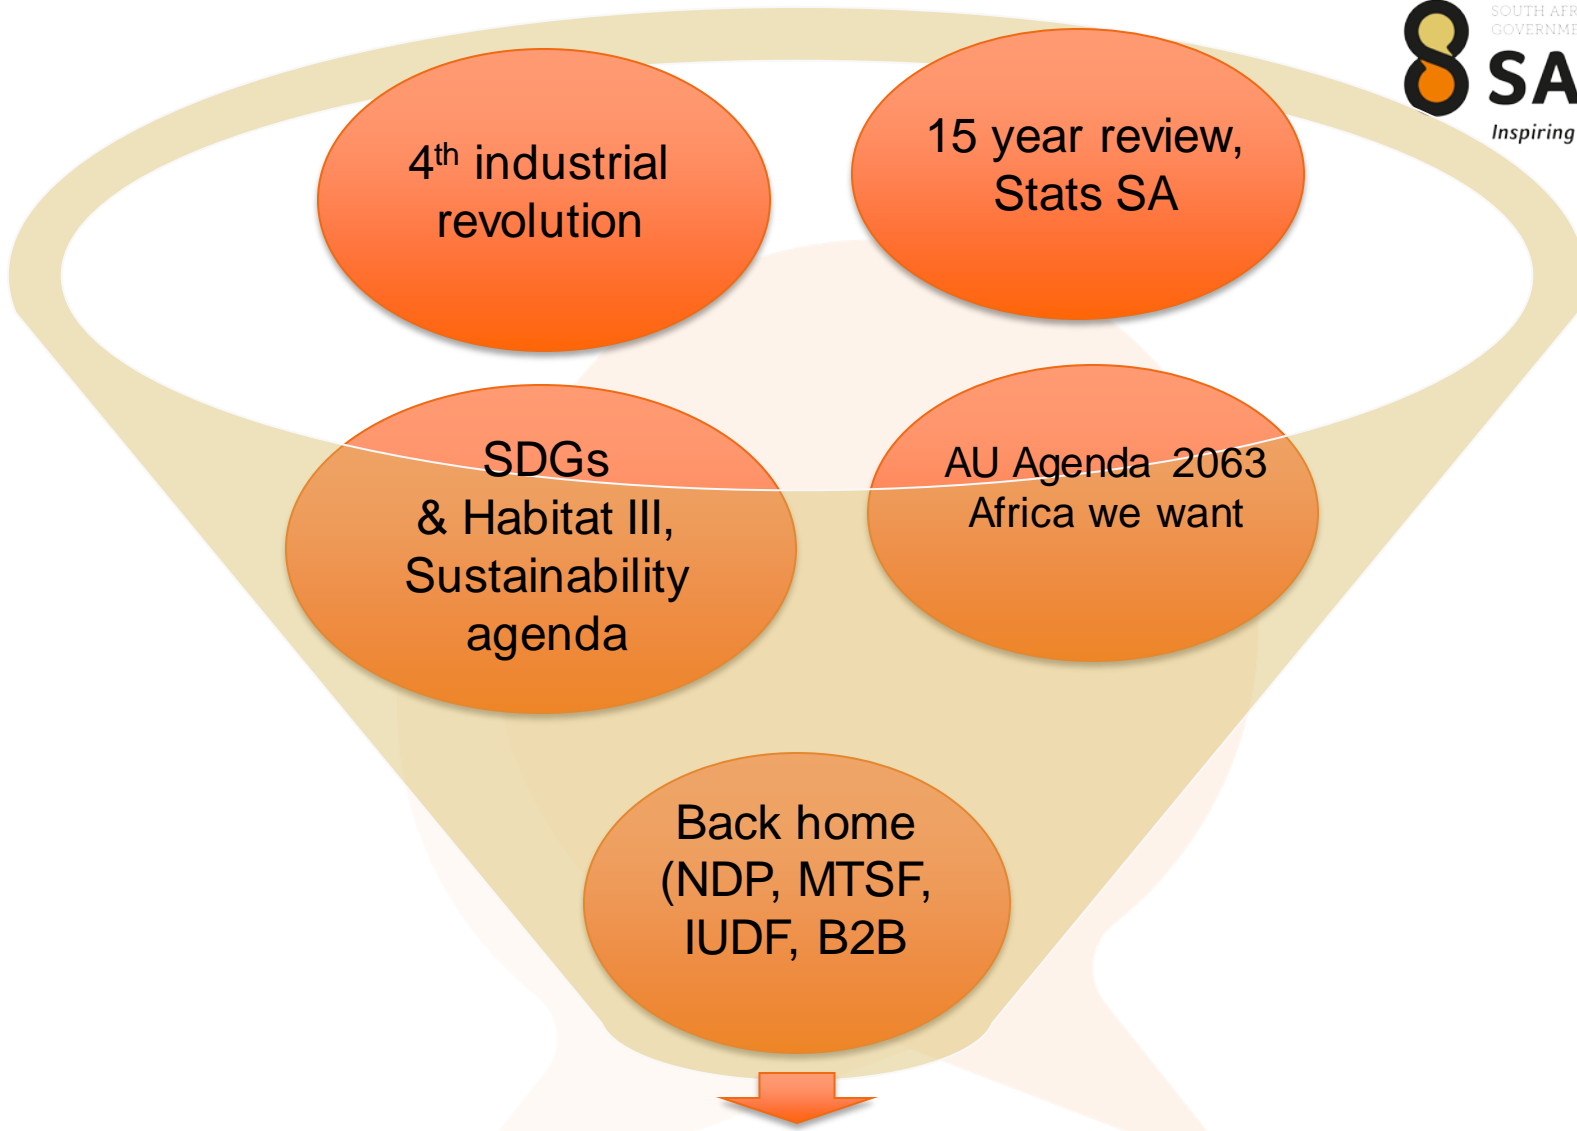 SOUTH
SA
Inspiring
4th industrial
revolution
15 year review,
Stats SA
SDGs
& Habitat III,
Sustainability
agenda
AU Agenda 2063
Africa we want
Back home
(NDP, MTSF,
IUDF, B2B